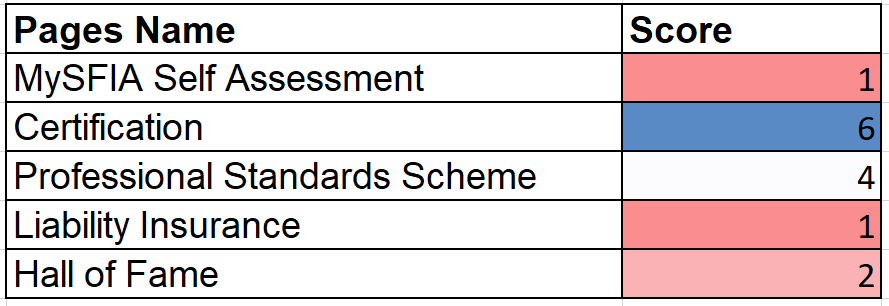 Pages Name Score
MySFIA Self Assessment 1
Certification 6
Professional Standards Scheme 4
Liability Insurance 1
Hall of Fame 2